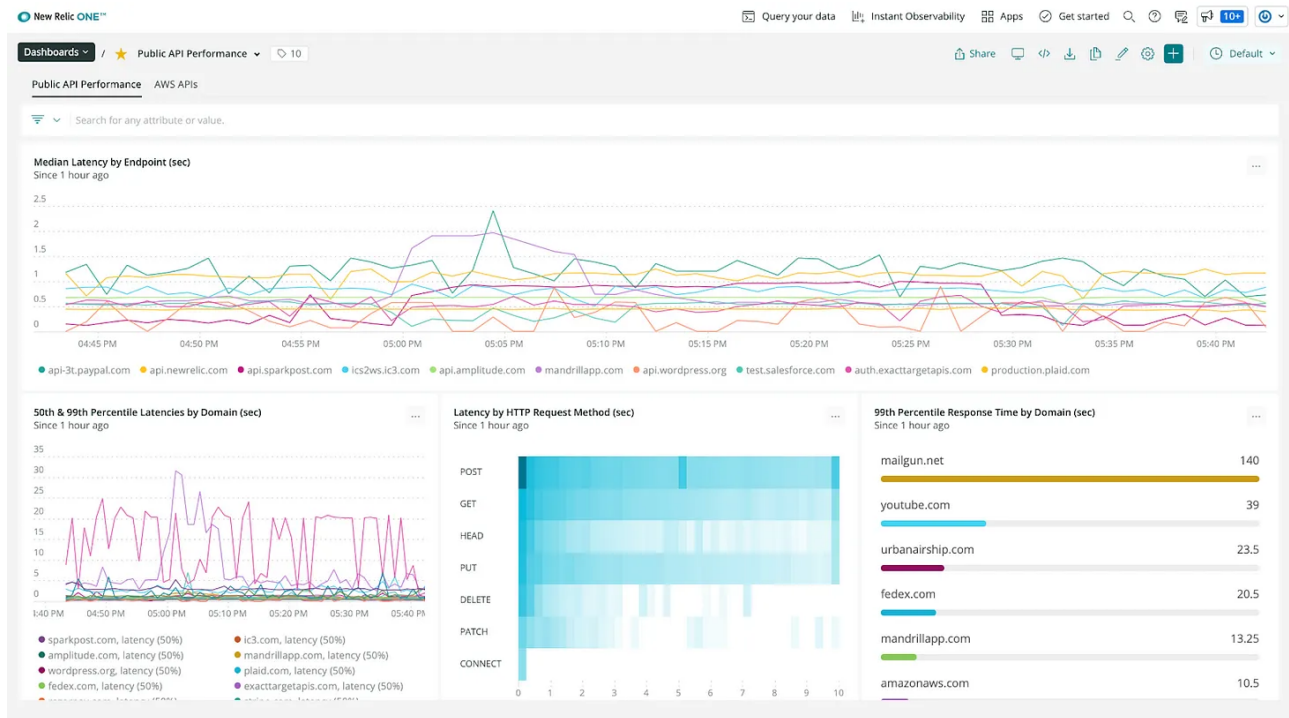 New Relic ONE™
Query your data
Instant Observability
Apps
Get started
10+
Dashboards
/
Public API Performance
10
Share
Default
Public API Performance
AWS APIs
Search for any attribute or value.
Median Latency by Endpoint (sec)
Since 1 hour ago
...
2.5
2
1.5
1
0.5
0
04:45 PM 04:50 PM 04:55 PM 05:00 PM 05:05 PM 05:10 PM 05:15 PM 05:20 PM 05:25 PM 05:30 PM 05:35 PM 05:40 PM
api-3t.paypal.com api.newrelic.com api.sparkpost.com ics2ws.ic3.com api.amplitude.com mandrillapp.com api.wordpress.org test.salesforce.com auth.exacttargetapis.com production.plaid.com
50th & 99th Percentile Latencies by Domain (sec)
Since 1 hour ago
...
35
30
25
20
15
10
5
0
1:40 PM 04:50 PM 05:00 PM 05:10 PM 05:20 PM 05:30 PM 05:40 P
sparkpost.com, latency (50%)
ic3.com, latency (50%)
amplitude.com, latency (50%)
mandrillapp.com, latency (50%)
wordpress.org, latency (50%)
plaid.com, latency (50%)
fedex.com, latency (50%)
exacttargetapis.com, latency (50%)
Latency by HTTP Request Method (sec)
Since 1 hour ago
...
POST
GET
HEAD
PUT
DELETE
PATCH
CONNECT
0 1 2 3 4 5 6 7 8 9 10
99th Percentile Response Time by Domain (sec)
Since 1 hour ago
...
mailgun.net 140
youtube.com 39
urbanairship.com 23.5
fedex.com 20.5
mandrillapp.com 13.25
amazonaws.com 10.5